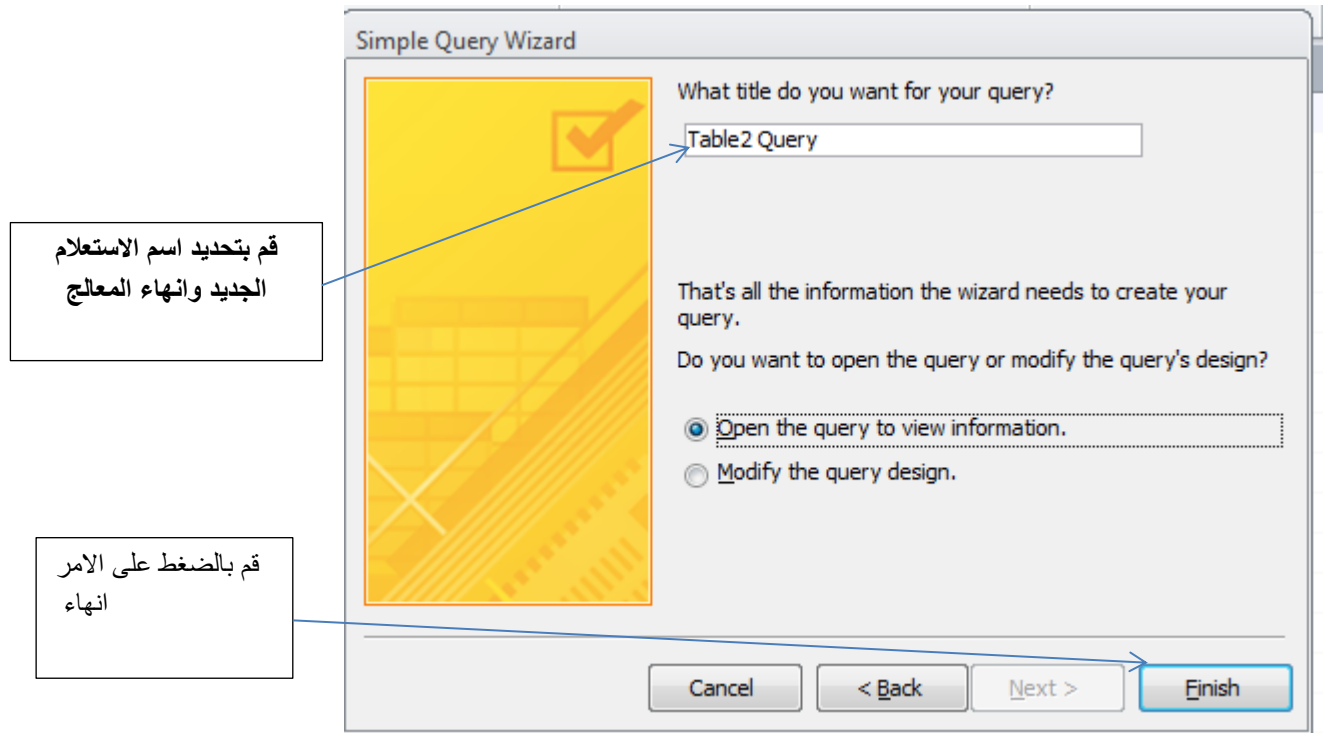 Simple Query Wizard
What title do you want for your query?
Table2 Query
قم بتحديد اسم الاستعلام
الجديد وانهاء المعالج
That's all the information the wizard needs to create your
query.
Do you want to open the query or modify the query's design?
Open the query to view information.
Modify the query design.
قم بالضغط على الامر
انهاء
Cancel
< Back
Next >
Finish